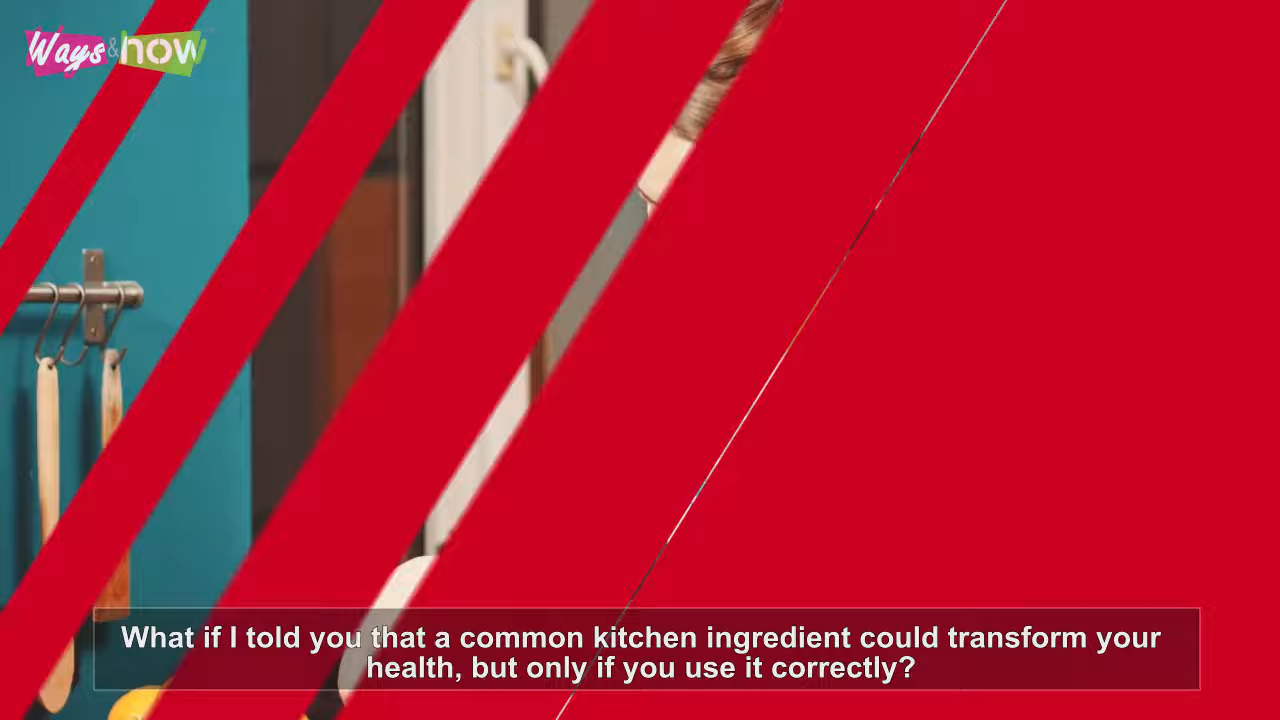 Ways & now
What if I told you that a common kitchen ingredient could transform your
health, but only if you use it correctly?